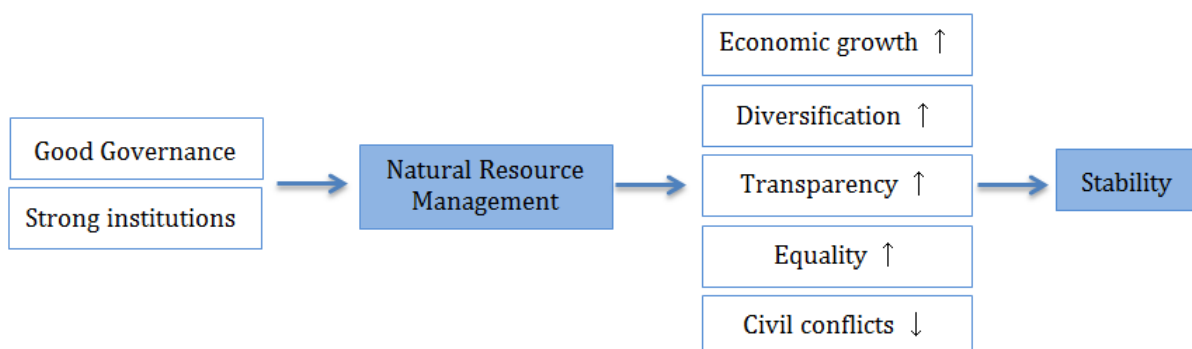 Good Governance
Strong institutions
Natural Resource
Management
Economic growth ↑
Diversification ↑
Transparency ↑
Equality ↑
Civil conflicts ↓
Stability